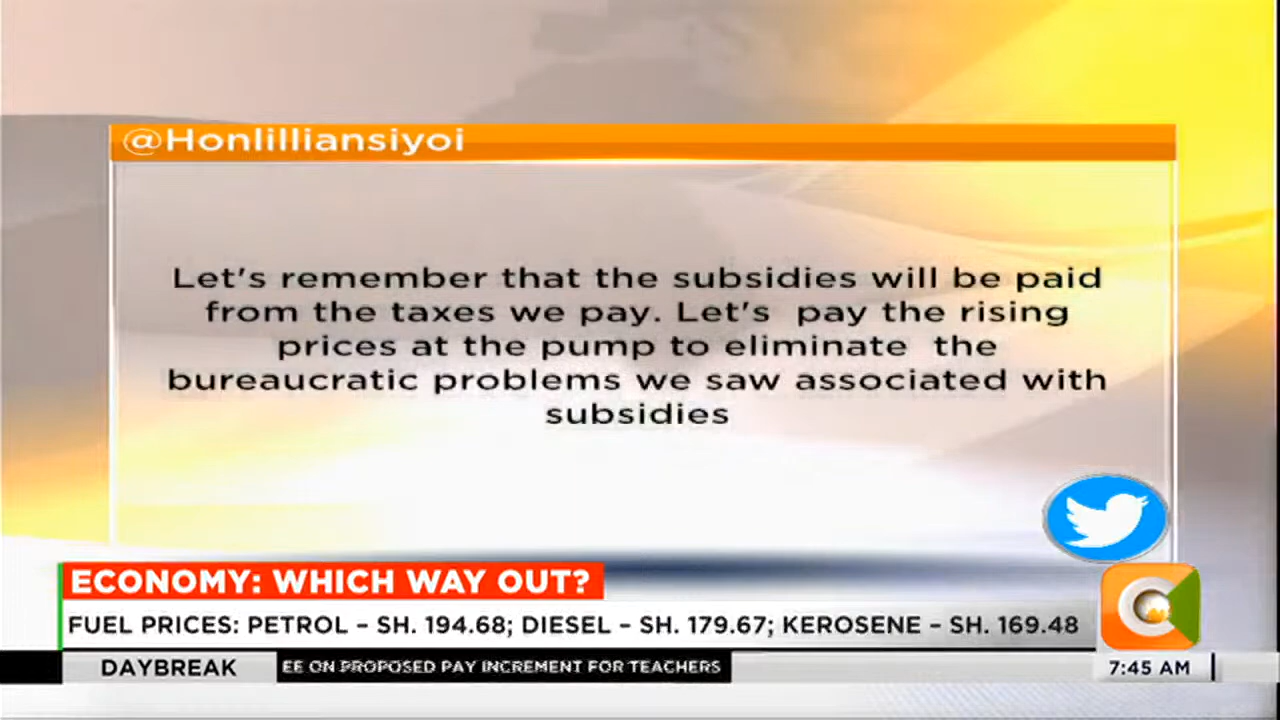 @Honlilliansiyoi
Let's remember that the subsidies will be paid
from the taxes we pay. Let's pay the rising
prices at the pump to eliminate the
bureaucratic problems we saw associated with
subsidies
ECONOMY: WHICH WAY OUT?
FUEL PRICES: PETROL – SH. 194.68; DIESEL – SH. 179.67; KEROSENE – SH. 169.48
DAYBREAK
EE ON PROPOSED PAY INCREMENT FOR TEACHERS
7:45 AM